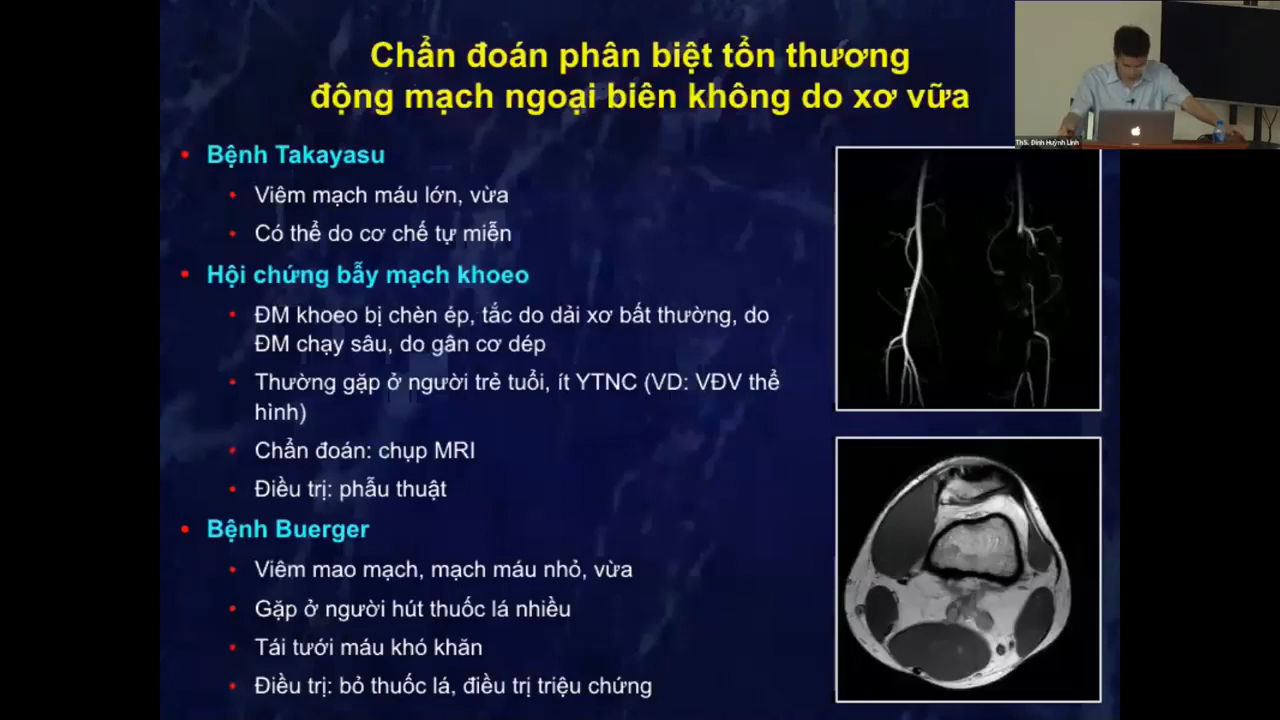 Chẩn đoán phân biệt tổn thương
động mạch ngoại biên không do xơ vữa
ThS. Đinh Huỳnh Linh
• Bệnh Takayasu
• Viêm mạch máu lớn, vừa
• Có thể do cơ chế tự miễn
• Hội chứng bẫy mạch khoeo
• ĐM khoeo bị chèn ép, tắc do dải xơ bất thường, do
ĐM chạy sâu, do gân cơ dép
• Thường gặp ở người trẻ tuổi, ít YTNC (VD: VĐV thể
hình)
• Chẩn đoán: chụp MRI
• Điều trị: phẫu thuật
• Bệnh Buerger
• Viêm mao mạch, mạch máu nhỏ, vừa
• Gặp ở người hút thuốc lá nhiều
• Tái tưới máu khó khăn
• Điều trị: bỏ thuốc lá, điều trị triệu chứng